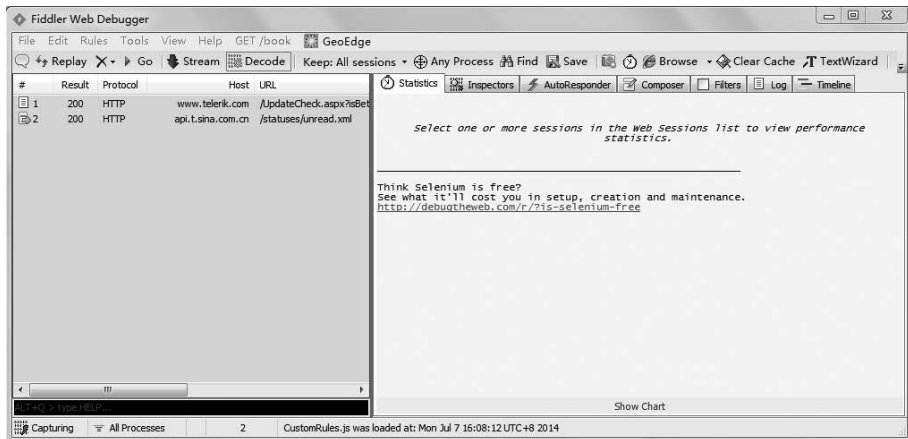 Fiddler Web Debugger
File Edit Rules Tools View Help GET /book GeoEdge
Replay Go Stream Decode Keep: All sessions Any Process Find Save Browse Clear Cache TextWizard
# Result Protocol Host URL
1 200 HTTP www.telerik.com /UpdateCheck.aspx?isBet
2 200 HTTP api.t.sina.com.cn /statuses/unread.xml
Statistics Inspectors AutoResponder Composer Filters Log Timeline
Select one or more sessions in the Web Sessions list to view performance
statistics.
Think Selenium is free?
See what it'll cost you in setup, creation and maintenance.
http://debugtheweb.com/r/?is-selenium-free
Show Chart
ALT+Q > type HELP...
Capturing All Processes 2 CustomRules.js was loaded at: Mon Jul 7 16:08:12 UTC+8 2014